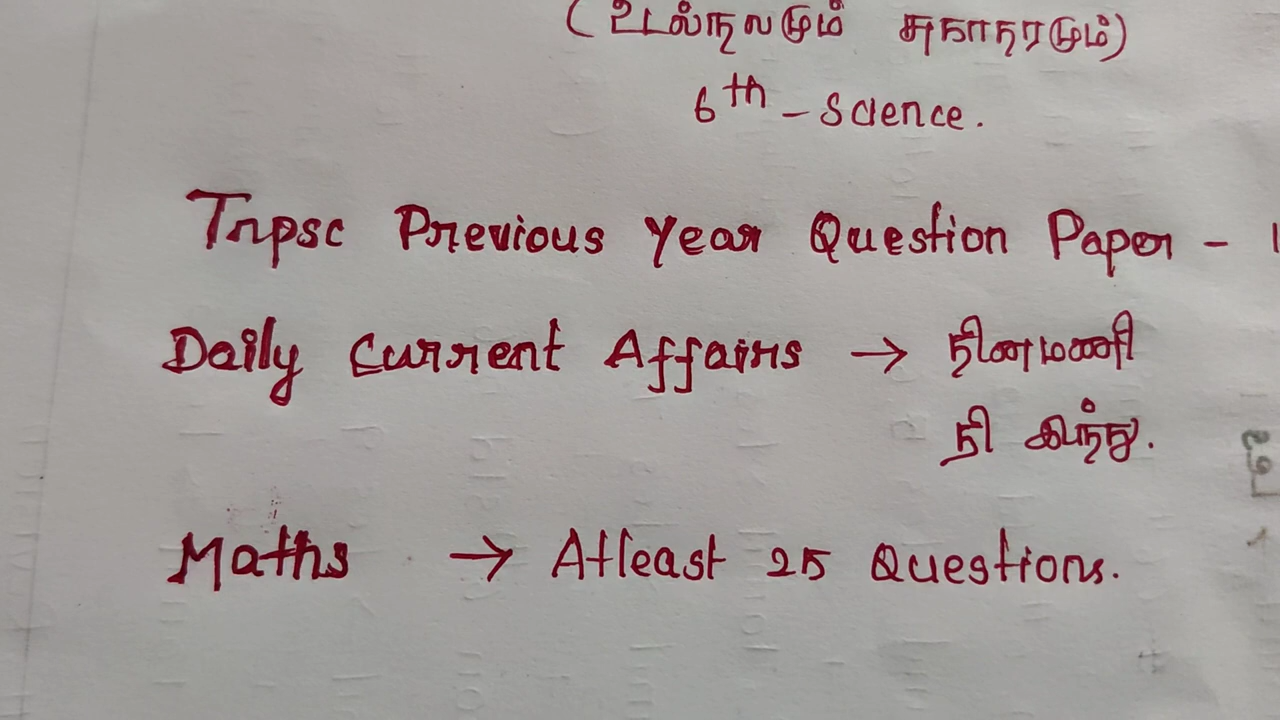 (உடல்நலமும் சுகாதாரமும்)
6th - Science.
Tnpsc Previous Year Question Paper - 1
Daily Current Affairs → தினமணி
தி இந்து.
Maths → Atleast 25 Questions.